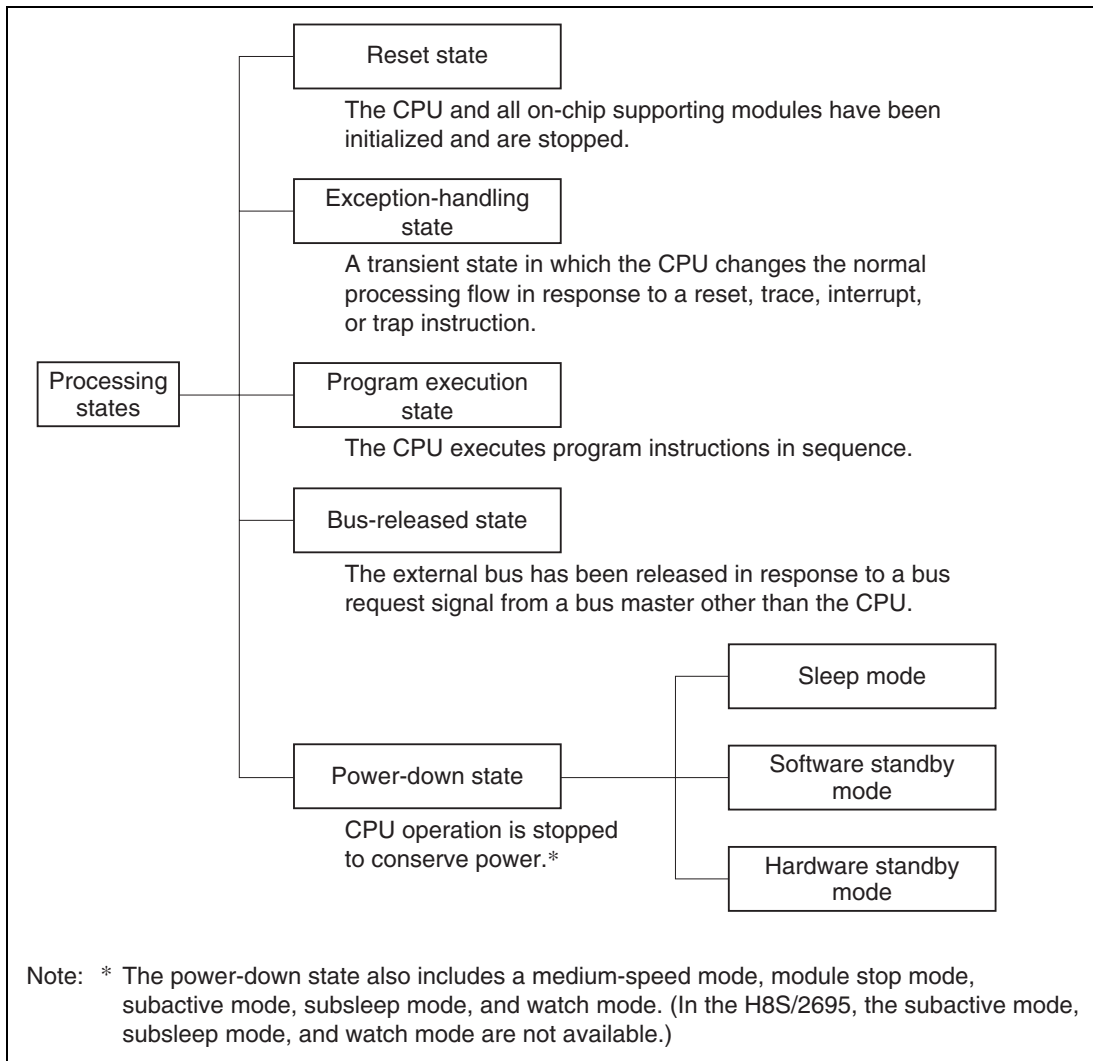 Reset state
The CPU and all on-chip supporting modules have been
initialized and are stopped.
Exception-handling
state
A transient state in which the CPU changes the normal
processing flow in response to a reset, trace, interrupt,
or trap instruction.
Processing
states
Program execution
state
The CPU executes program instructions in sequence.
Bus-released state
The external bus has been released in response to a bus
request signal from a bus master other than the CPU.
Sleep mode
Power-down state
CPU operation is stopped
to conserve power.*
Software standby
mode
Hardware standby
mode
Note: * The power-down state also includes a medium-speed mode, module stop mode,
subactive mode, subsleep mode, and watch mode. (In the H8S/2695, the subactive mode,
subsleep mode, and watch mode are not available.)